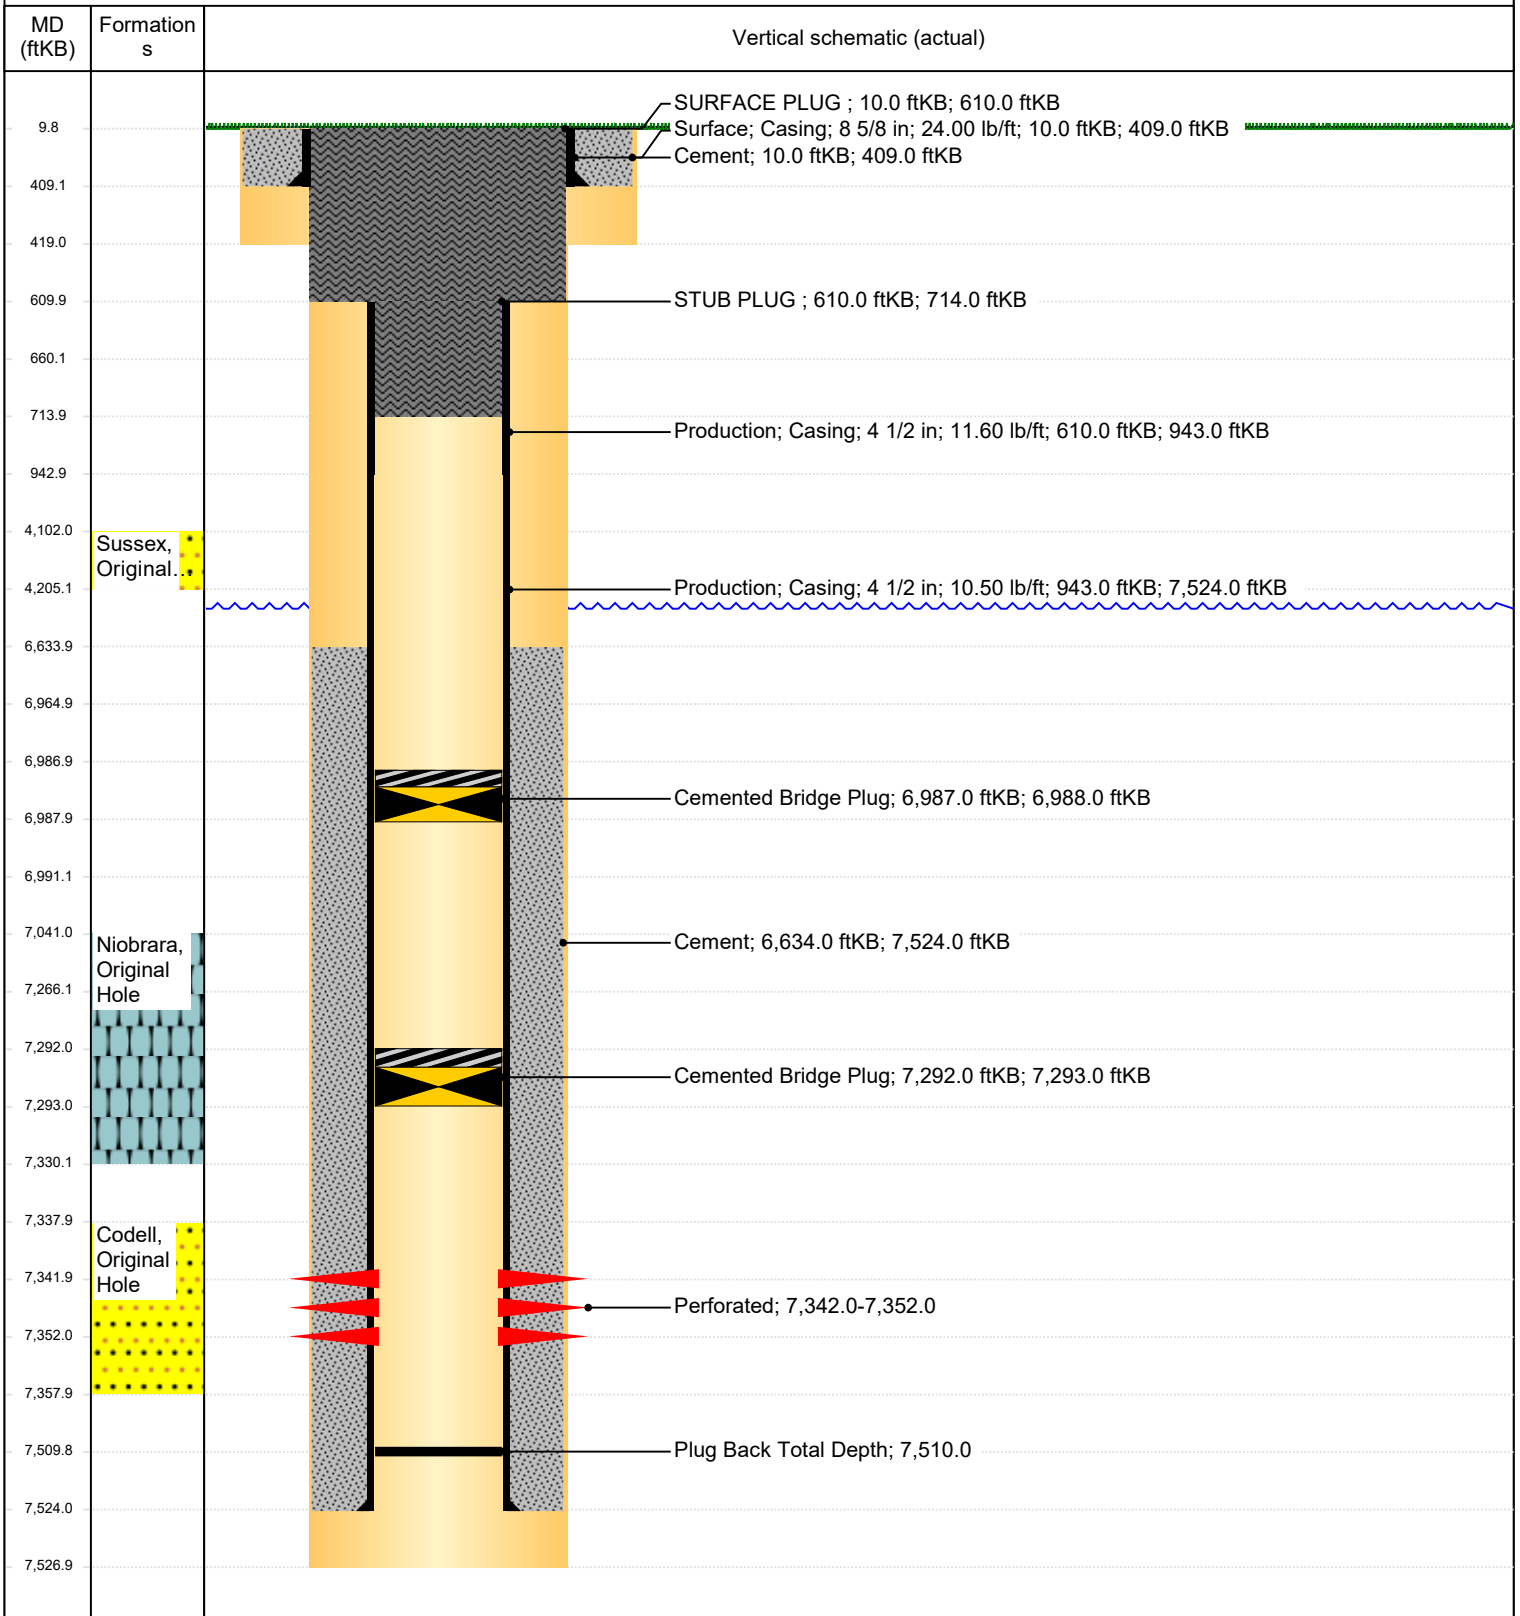 MD
(ftKB)
Formation
s
Vertical schematic (actual)
SURFACE PLUG ; 10.0 ftKB; 610.0 ftKB
9.8
Surface; Casing; 8 5/8 in; 24.00 lb/ft; 10.0 ftKB; 409.0 ftKB
Cement; 10.0 ftKB; 409.0 ftKB
409.1
419.0
609.9
STUB PLUG ; 610.0 ftKB; 714.0 ftKB
660.1
713.9
Production; Casing; 4 1/2 in; 11.60 lb/ft; 610.0 ftKB; 943.0 ftKB
942.9
4,102.0
Sussex,
Original...
4,205.1
Production; Casing; 4 1/2 in; 10.50 lb/ft; 943.0 ftKB; 7,524.0 ftKB
6,633.9
6,964.9
6,986.9
Cemented Bridge Plug; 6,987.0 ftKB; 6,988.0 ftKB
6,987.9
6,991.1
7,041.0
Niobrara,
Original
Hole
Cement; 6,634.0 ftKB; 7,524.0 ftKB
7,266.1
7,292.0
Cemented Bridge Plug; 7,292.0 ftKB; 7,293.0 ftKB
7,293.0
7,330.1
7,337.9
Codell,
Original
Hole
7,341.9
Perforated; 7,342.0-7,352.0
7,352.0
7,357.9
7,509.8
Plug Back Total Depth; 7,510.0
7,524.0
7,526.9